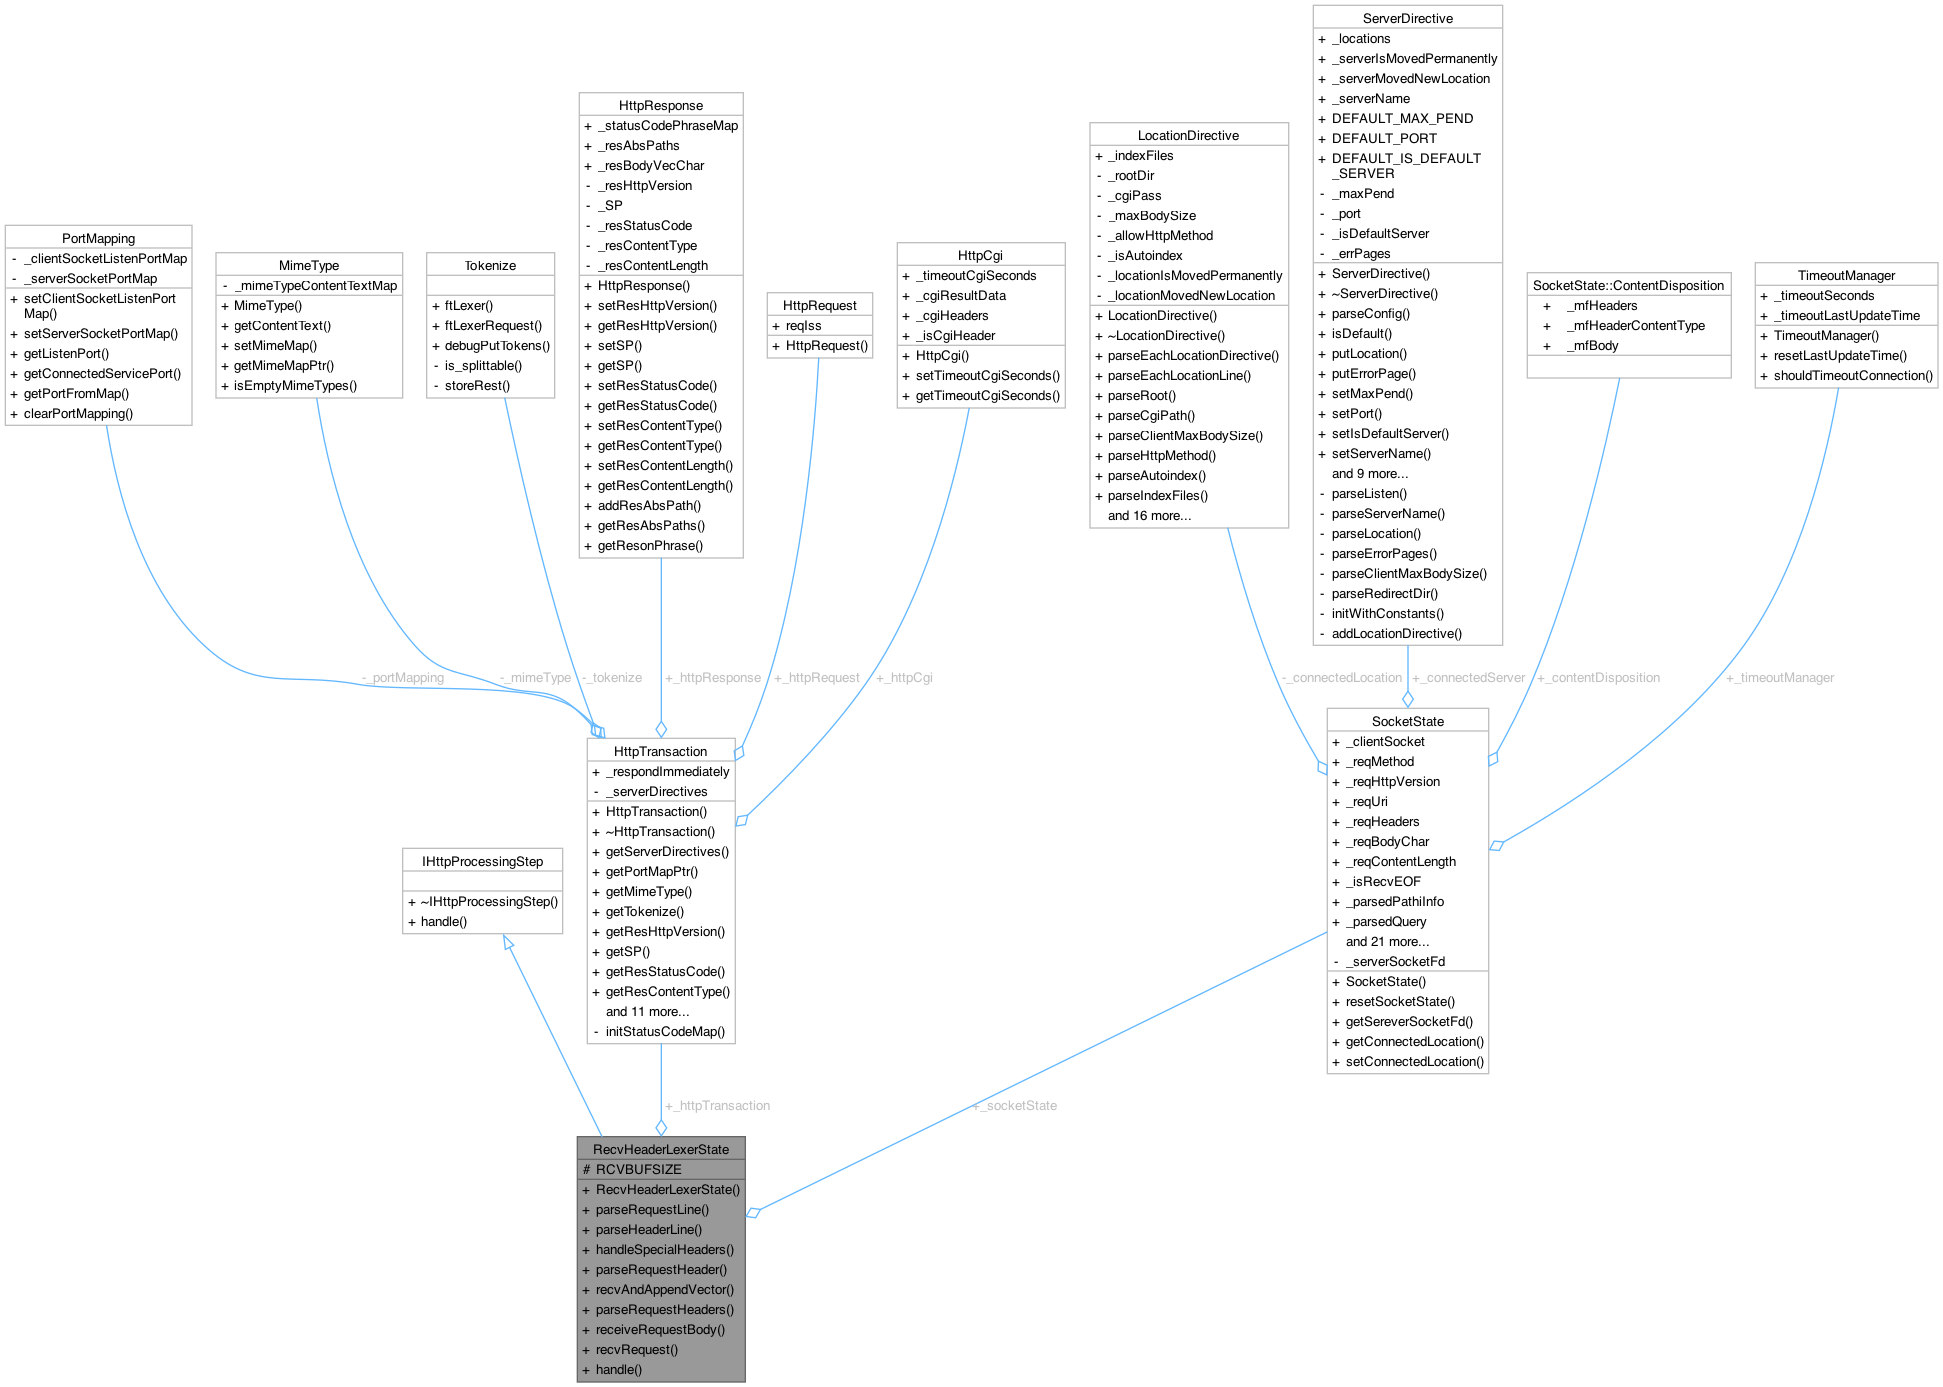 ServerDirective
+ _locations
+ _serverIsMovedPermanently
+ _serverMovedNewLocation
+ _serverName
+ DEFAULT_MAX_PEND
+ DEFAULT_PORT
+ DEFAULT_IS_DEFAULT
_SERVER
- _maxPend
- _port
- _isDefaultServer
- _errPages
+ ServerDirective()
+ ~ServerDirective()
+ parseConfig()
+ isDefault()
+ putLocation()
+ putErrorPage()
+ setMaxPend()
+ setPort()
+ setIsDefaultServer()
+ setServerName()
and 9 more...
- parseListen()
- parseServerName()
- parseLocation()
- parseErrorPages()
- parseClientMaxBodySize()
- parseRedirectDir()
- initWithConstants()
- addLocationDirective()
HttpResponse
+ _statusCodePhraseMap
+ _resAbsPaths
+ _resBodyVecChar
- _resHttpVersion
- _SP
- _resStatusCode
- _resContentType
- _resContentLength
+ HttpResponse()
+ setResHttpVersion()
+ getResHttpVersion()
+ setSP()
+ getSP()
+ setResStatusCode()
+ getResStatusCode()
+ setResContentType()
+ getResContentType()
+ setResContentLength()
+ getResContentLength()
+ addResAbsPath()
+ getResAbsPaths()
+ getResonPhrase()
LocationDirective
+ _indexFiles
- _rootDir
- _cgiPass
- _maxBodySize
- _allowHttpMethod
- _isAutoindex
- _locationIsMovedPermanently
- _locationMovedNewLocation
+ LocationDirective()
+ ~LocationDirective()
+ parseEachLocationDirective()
+ parseEachLocationLine()
+ parseRoot()
+ parseCgiPath()
+ parseClientMaxBodySize()
+ parseHttpMethod()
+ parseAutoindex()
+ parseIndexFiles()
and 16 more...
PortMapping
- _clientSocketListenPortMap
- _serverSocketPortMap
+ setClientSocketListenPort
Map()
+ setServerSocketPortMap()
+ getListenPort()
+ getConnectedServicePort()
+ getPortFromMap()
+ clearPortMapping()
MimeType
- _mimeTypeContentTextMap
+ MimeType()
+ getContentText()
+ setMimeMap()
+ getMimeMapPtr()
+ isEmptyMimeTypes()
Tokenize
+ ftLexer()
+ ftLexerRequest()
+ debugPutTokens()
- is_splittable()
- storeRest()
HttpRequest
+ reqIss
+ HttpRequest()
HttpCgi
+ _timeoutCgiSeconds
+ _cgiResultData
+ _cgiHeaders
+ _isCgiHeader
+ HttpCgi()
+ setTimeoutCgiSeconds()
+ getTimeoutCgiSeconds()
SocketState::ContentDisposition
+ _mfHeaders
+ _mfHeaderContentType
+ _mfBody
TimeoutManager
+ _timeoutSeconds
+ _timeoutLastUpdateTime
+ TimeoutManager()
+ resetLastUpdateTime()
+ shouldTimeoutConnection()
-_portMapping
-_mimeType
-_tokenize
+_httpResponse
+_httpRequest
+_httpCgi
-_connectedLocation
+_connectedServer
+_contentDisposition
+_timeoutManager
HttpTransaction
+ _respondImmediately
- _serverDirectives
+ HttpTransaction()
+ ~HttpTransaction()
+ getServerDirectives()
+ getPortMapPtr()
+ getMimeType()
+ getTokenize()
+ getResHttpVersion()
+ getSP()
+ getResStatusCode()
+ getResContentType()
and 11 more...
- initStatusCodeMap()
SocketState
+ _clientSocket
+ _reqMethod
+ _reqHttpVersion
+ _reqUri
+ _reqHeaders
+ _reqBodyChar
+ _reqContentLength
+ _isRecvEOF
+ _parsedPathiInfo
+ _parsedQuery
and 21 more...
- _serverSocketFd
+ SocketState()
+ resetSocketState()
+ getSereverSocketFd()
+ getConnectedLocation()
+ setConnectedLocation()
IHttpProcessingStep
+ ~IHttpProcessingStep()
+ handle()
+_httpTransaction
+_socketState
RecvHeaderLexerState
# RCVBUFSIZE
+ RecvHeaderLexerState()
+ parseRequestLine()
+ parseHeaderLine()
+ handleSpecialHeaders()
+ parseRequestHeader()
+ recvAndAppendVector()
+ parseRequestHeaders()
+ receiveRequestBody()
+ recvRequest()
+ handle()